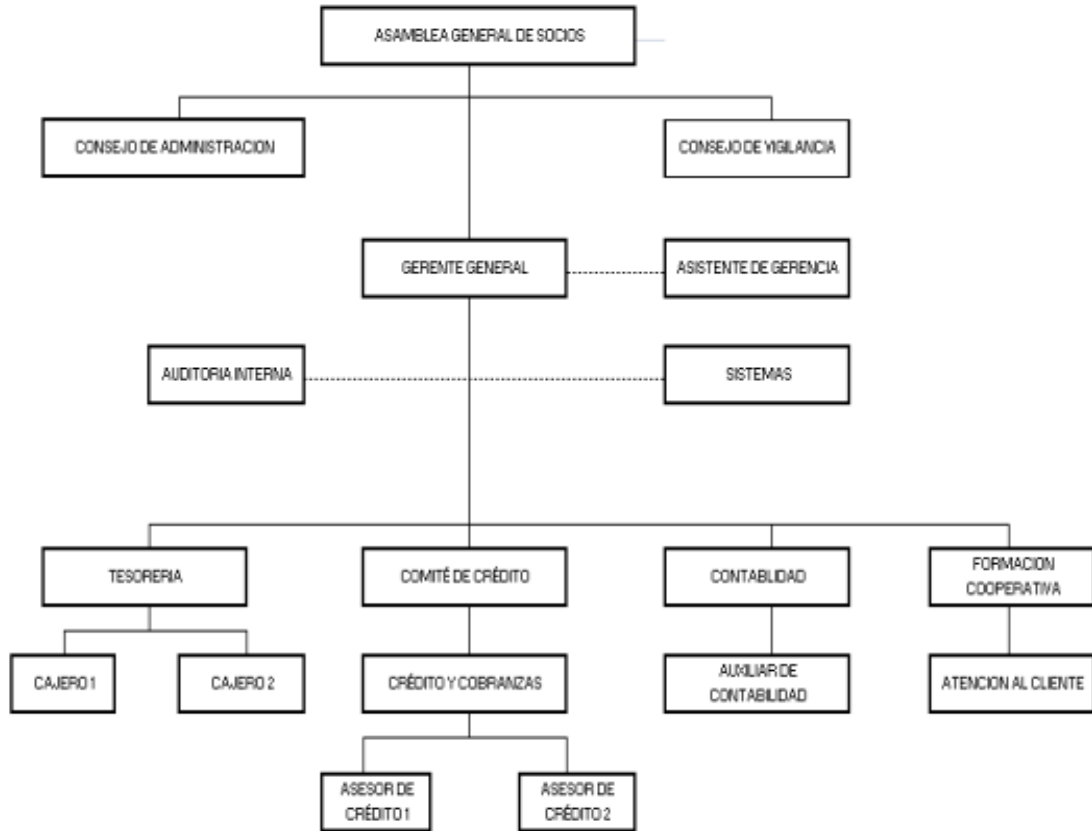 ASAMBLEA GENERAL DE SOCIOS
CONSEJO DE ADMINISTRACION
CONSEJO DE VIGILANCIA
GERENTE GENERAL
ASISTENTE DE GERENCIA
AUDITORIA INTERNA
SISTEMAS
TESORERIA
COMITÉ DE CRÉDITO
CONTABLIDAD
FORMACION
COOPERATIVA
CAJERO 1
CAJERO 2
CRÉDITO Y COBRANZAS
AUXILIAR DE
CONTABILIDAD
ATENCION AL CLIENTE
ASESOR DE
CRÉDITO 1
ASESOR DE
CRÉDITO 2